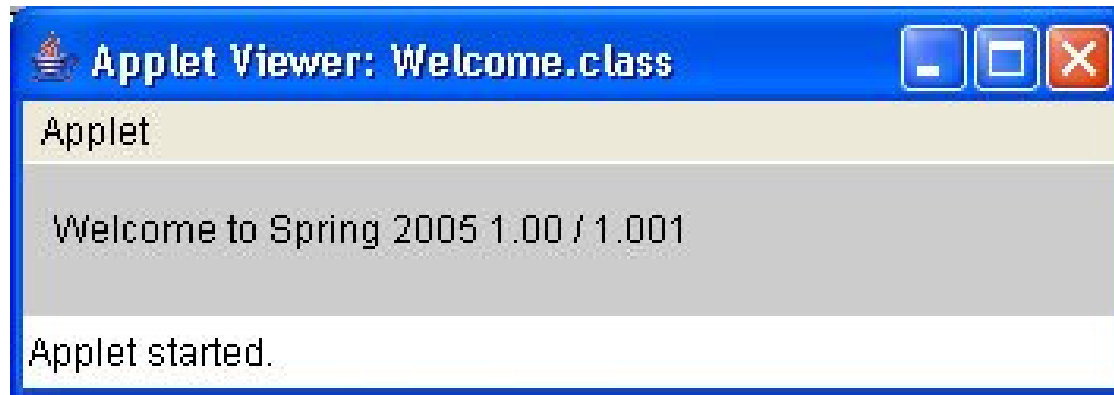 Applet Viewer: Welcome.class
Applet
Welcome to Spring 2005 1.00 / 1.001
Applet started.